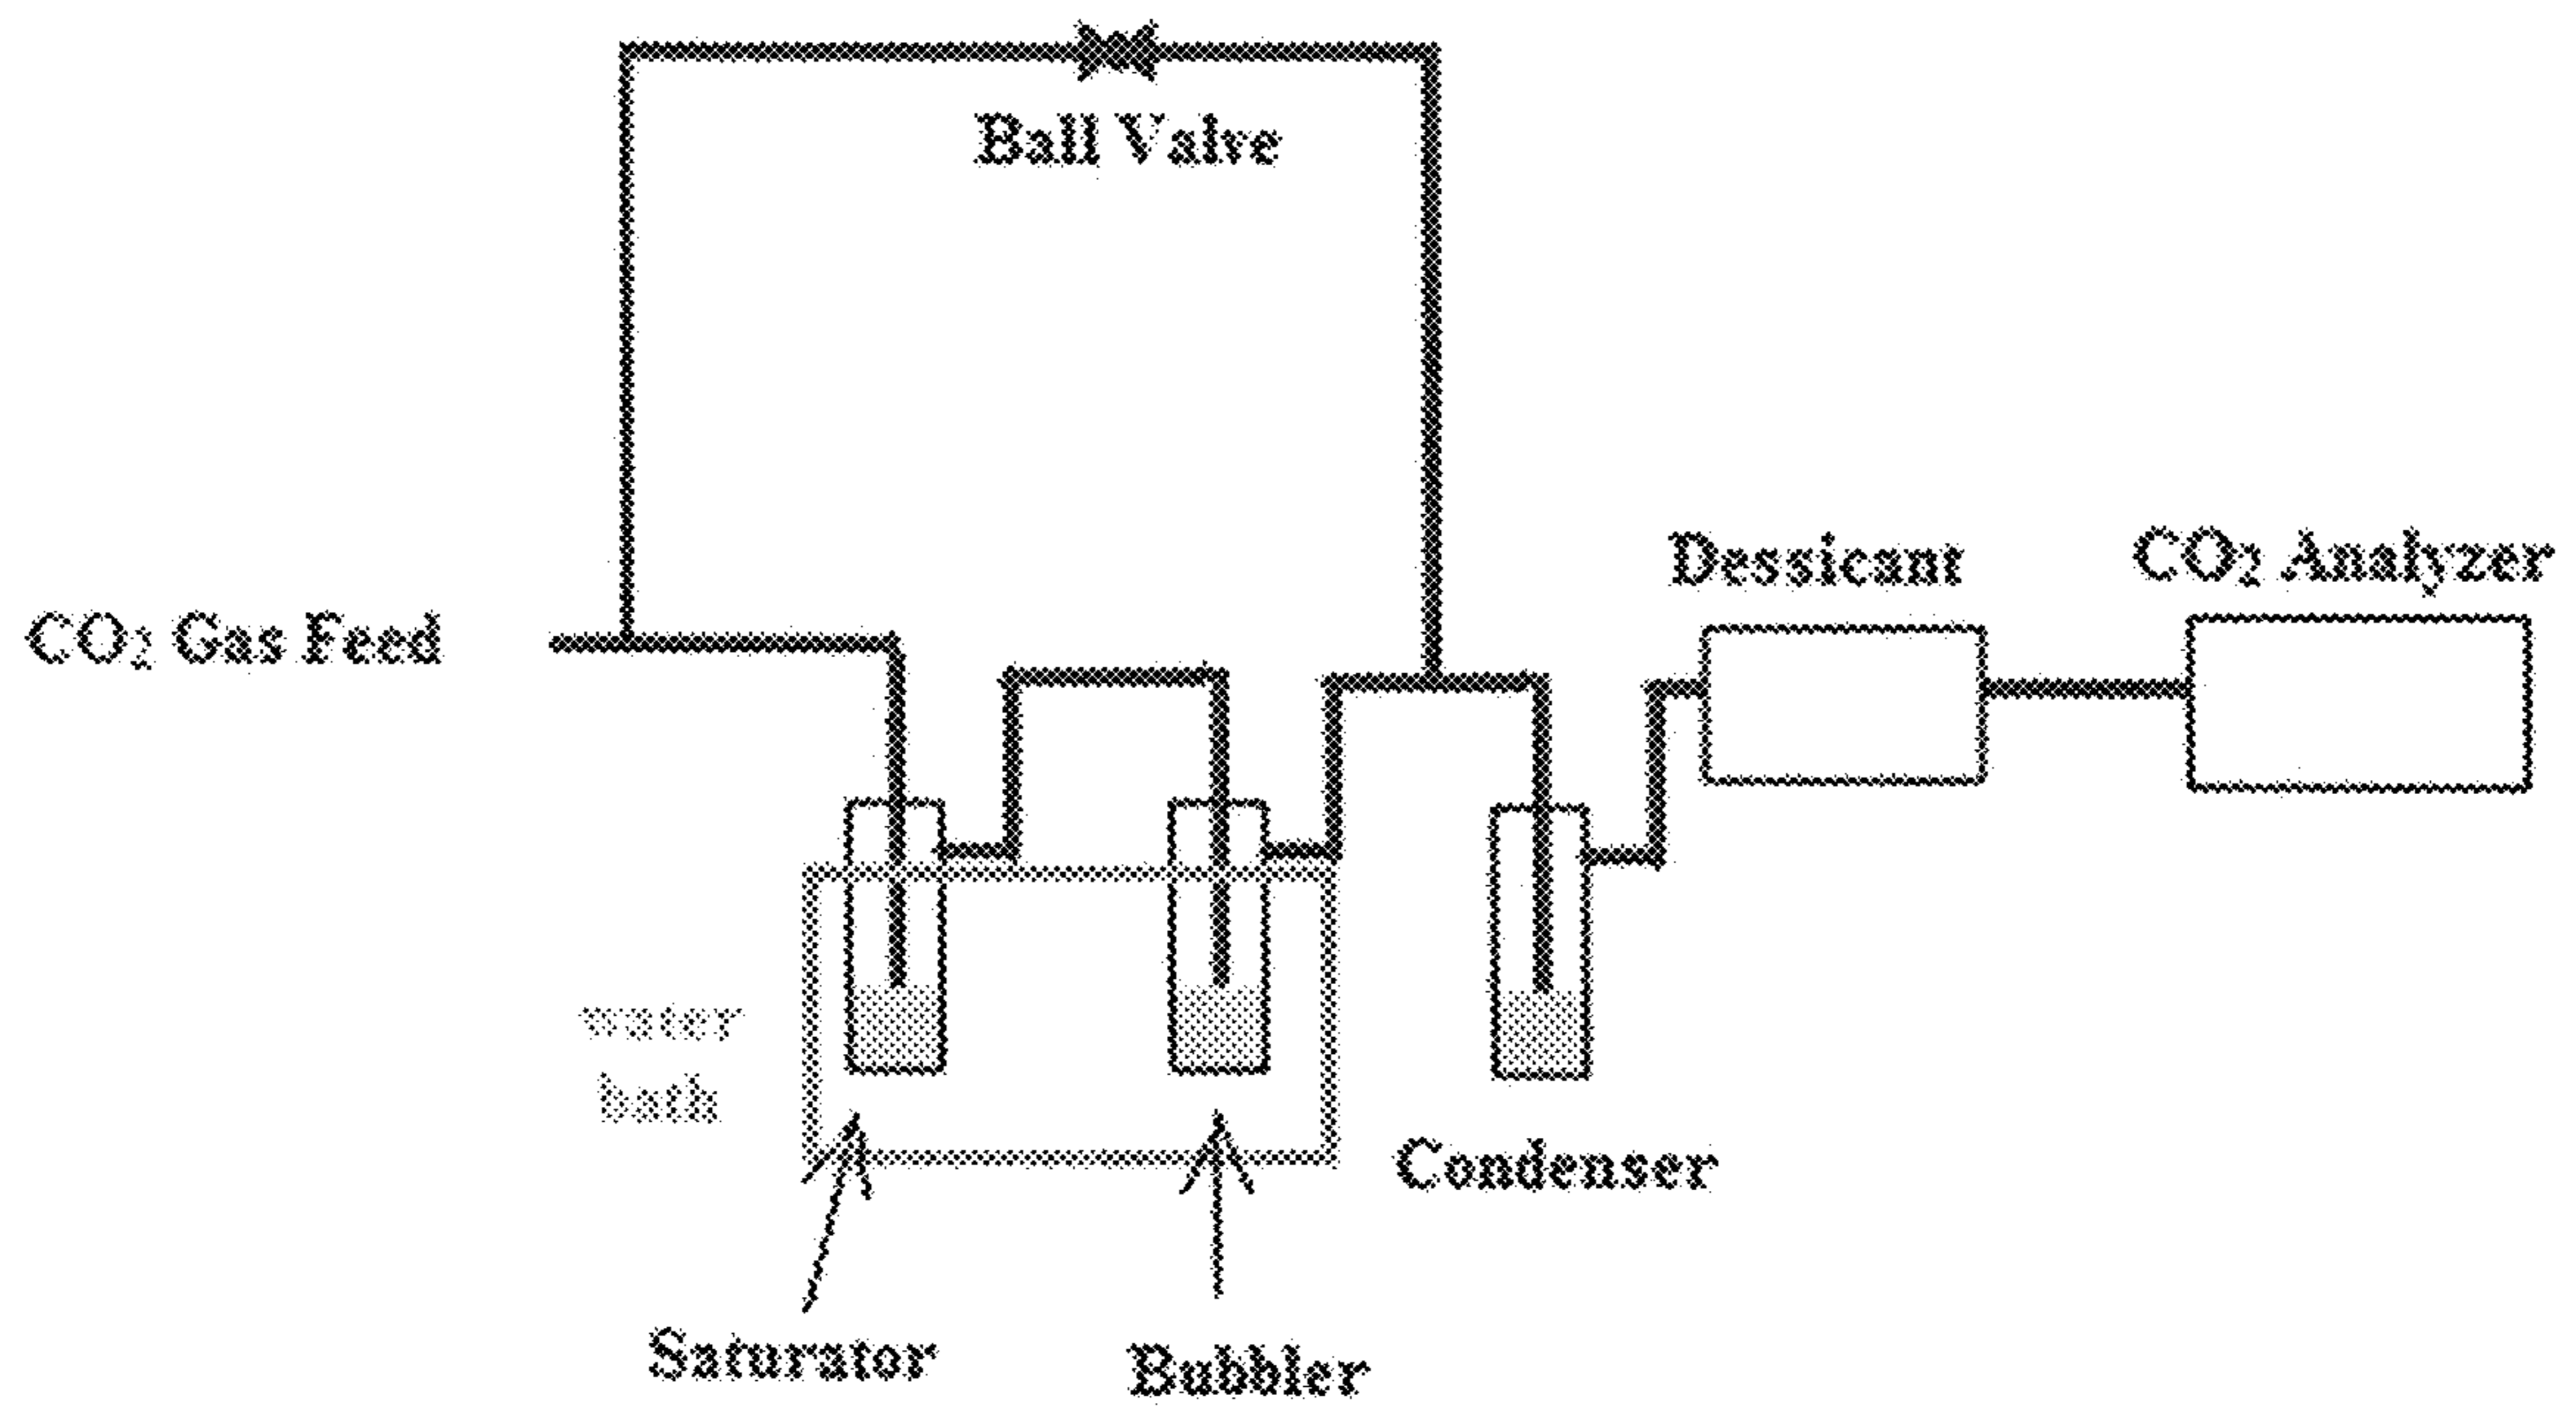 Ball Valve
Dessicant
CO₂ Analyzer
CO₂ Gas Feed
water
bath
Condenser
Saturator
Bubbler